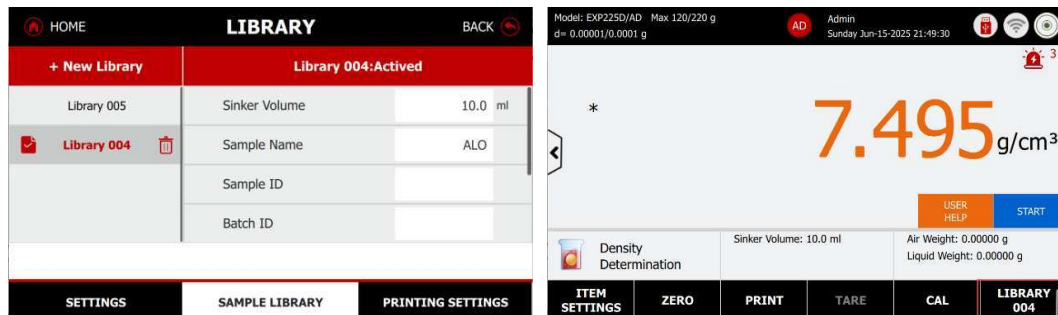 HOME LIBRARY BACK
+ New Library Library 004:Actived
Library 005
Library 004
Sinker Volume 10.0 ml
Sample Name ALO
Sample ID
Batch ID
SETTINGS SAMPLE LIBRARY PRINTING SETTINGS
Model: EXP225D/AD Max 120/220 g
d= 0.00001/0.0001 g
AD
Admin
Sunday Jun-15-2025 21:49:30
3
*
7.495 g/cm³
USER HELP
START
Density
Determination
Sinker Volume: 10.0 ml
Air Weight: 0.00000 g
Liquid Weight: 0.00000 g
ITEM
SETTINGS
ZERO
PRINT
TARE
CAL
LIBRARY
004